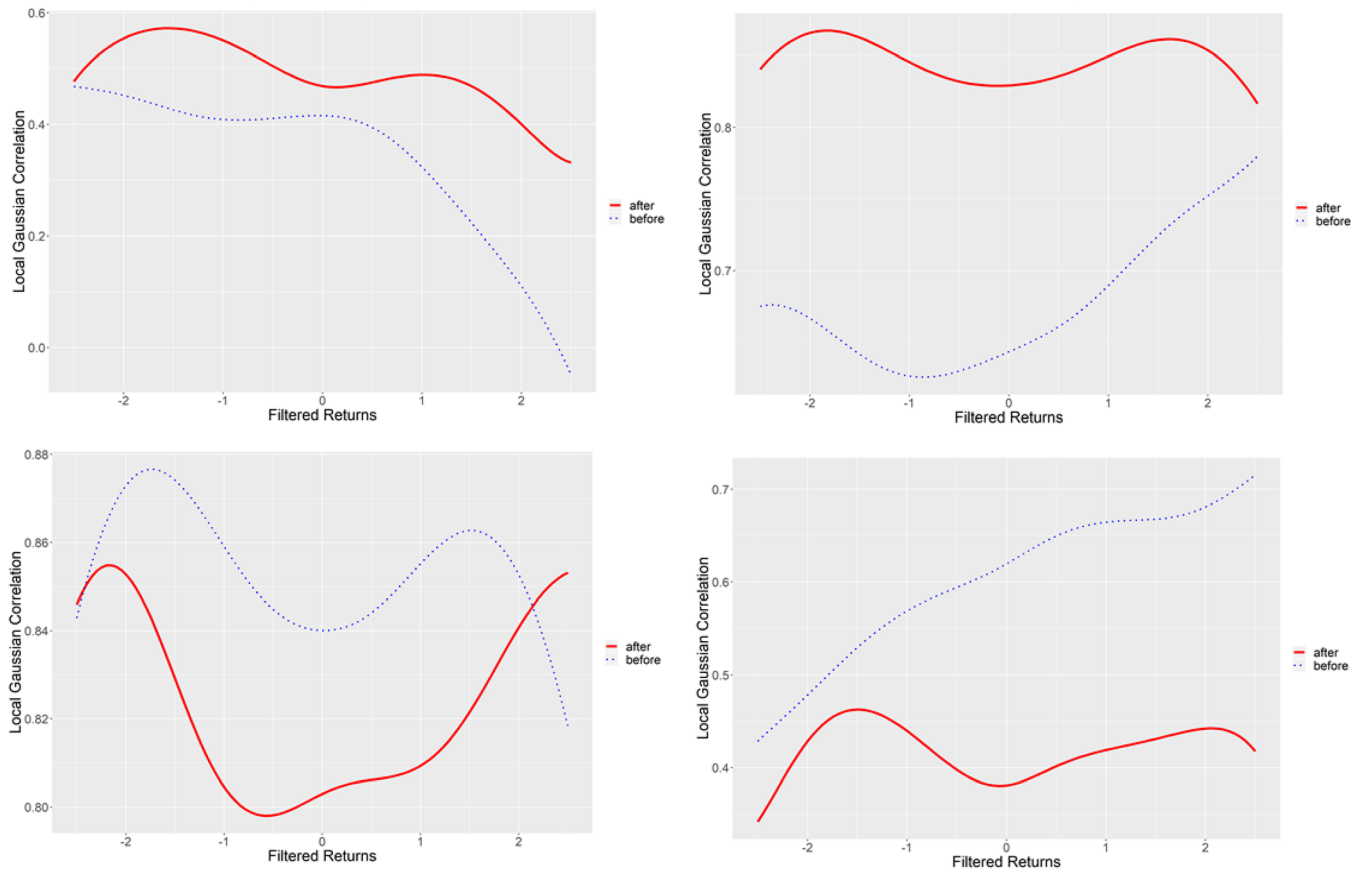 0.6
0.4
0.2
0.0
Local Gaussian Correlation
-2 -1 0 1 2
Filtered Returns
after
before
0.8
0.7
Local Gaussian Correlation
-2 -1 0 1 2
Filtered Returns
after
before
0.88
0.86
0.84
0.82
0.80
Local Gaussian Correlation
-2 -1 0 1 2
Filtered Returns
after
before
0.7
0.6
0.5
0.4
Local Gaussian Correlation
-2 -1 0 1 2
Filtered Returns
after
before